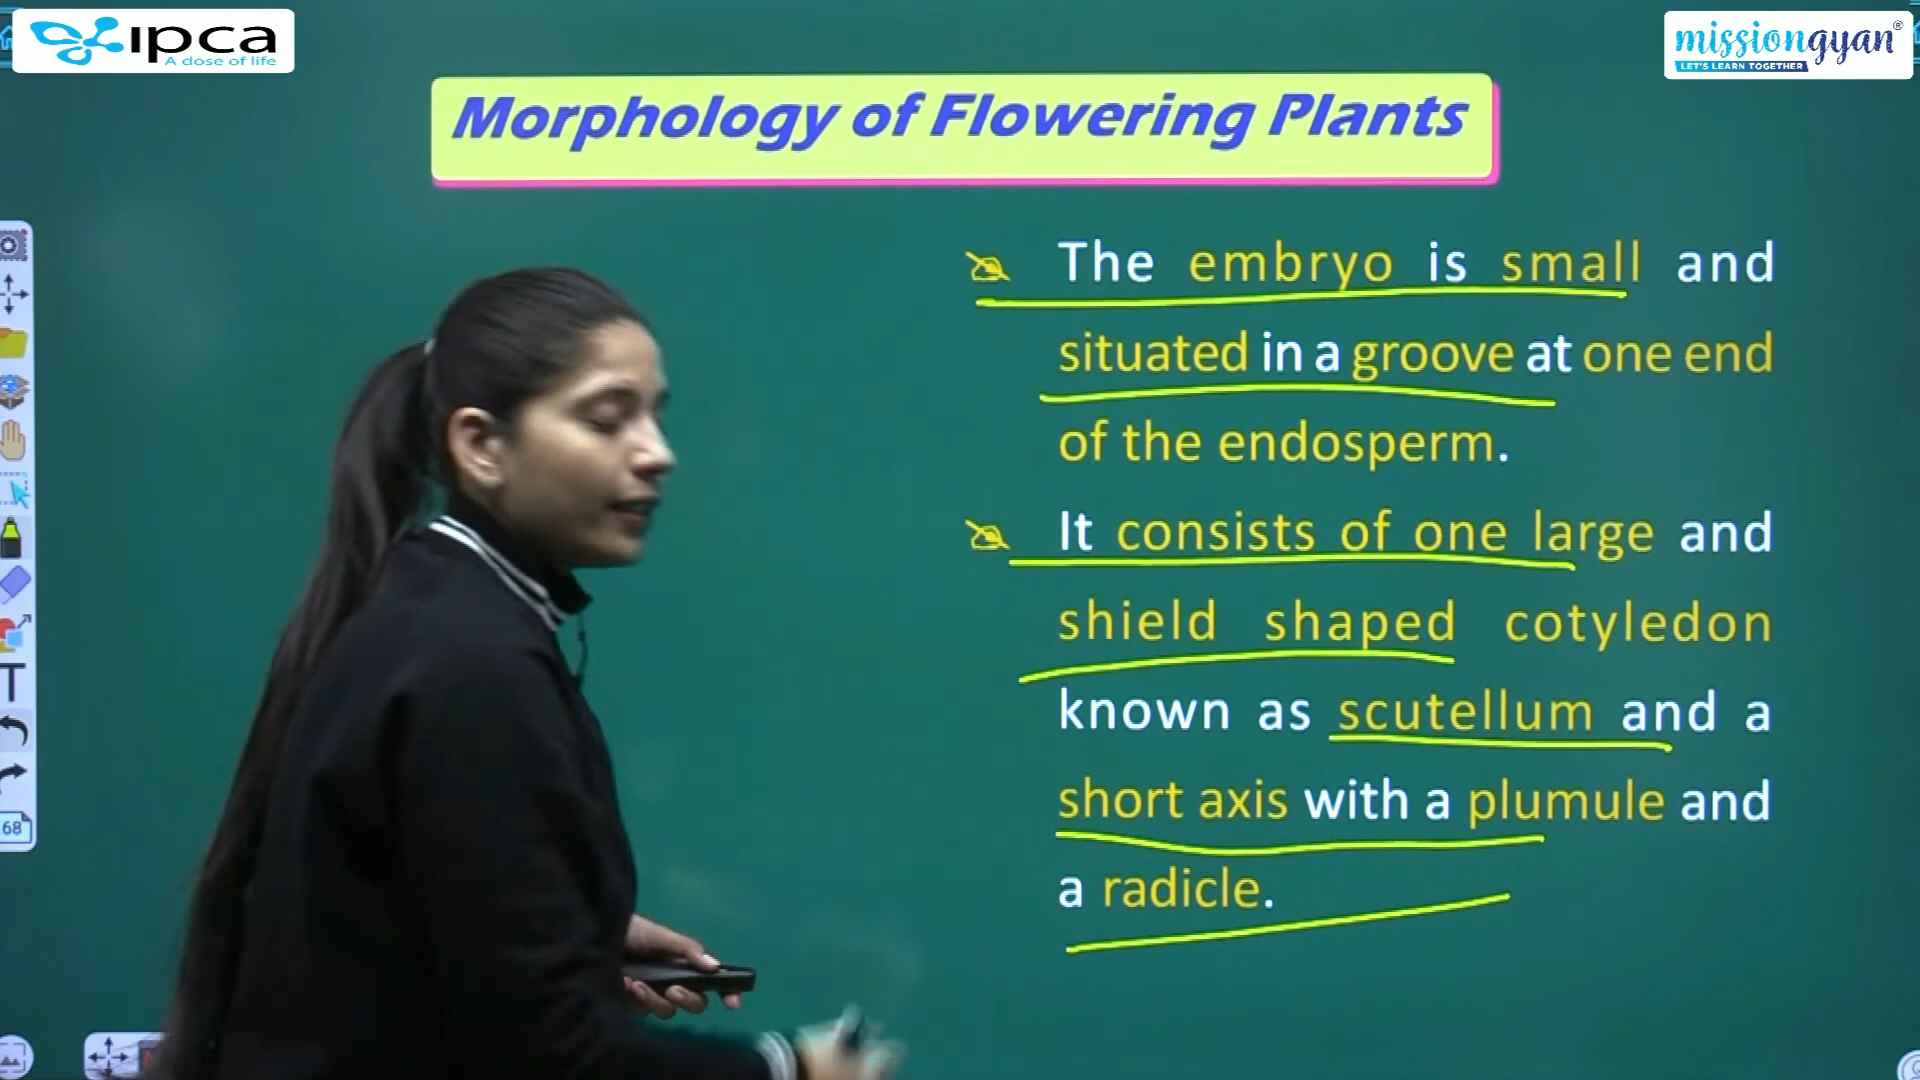 ipca
A dose of life
missiongyan®
LET'S LEARN TOGETHER
Morphology of Flowering Plants
The embryo is small and
situated in a groove at one end
of the endosperm.
It consists of one large and
shield shaped cotyledon
known as scutellum and a
short axis with a plumule and
a radicle.
T
68